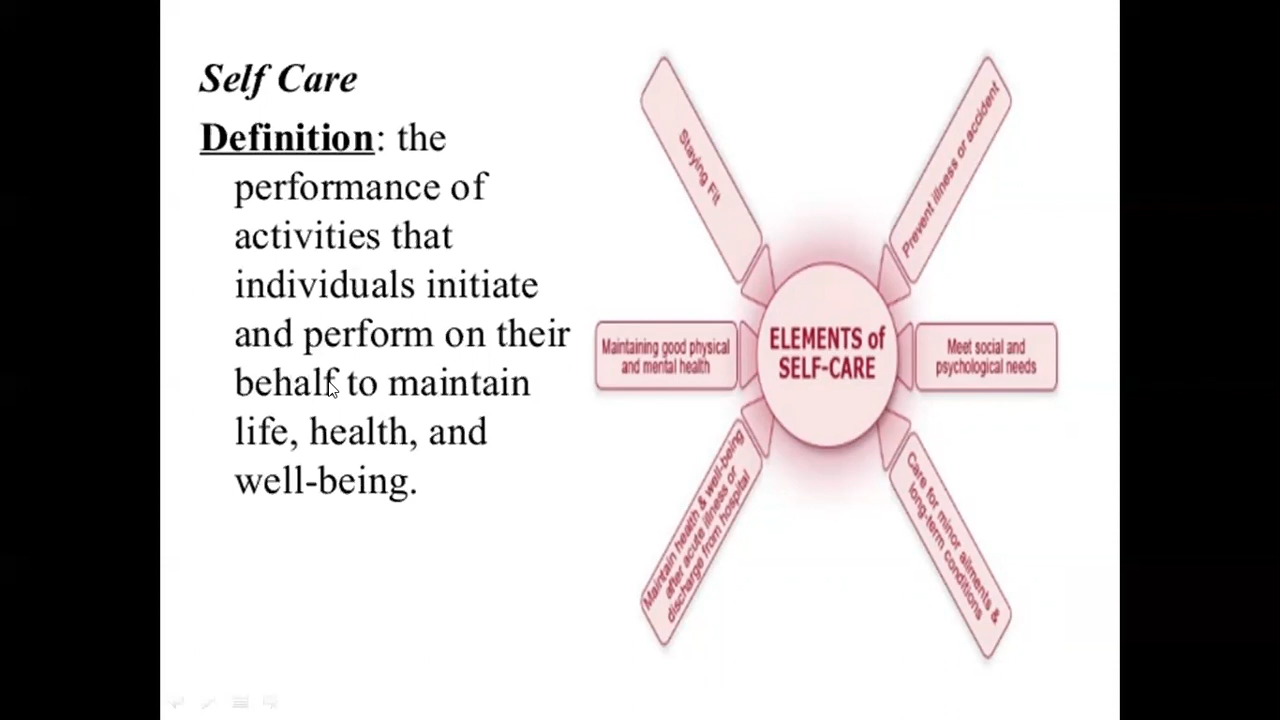 Self Care
Definition: the
performance of
activities that
individuals initiate
and perform on their
behalf to maintain
life, health, and
well-being.
Staying Fit
Prevent illness or accident
Maintaining good physical
and mental health
ELEMENTS of
SELF-CARE
Meet social and
psychological needs
Maintain health & well-being
after acute illness or
discharge from hospital
Care for minor ailments &
long-term conditions